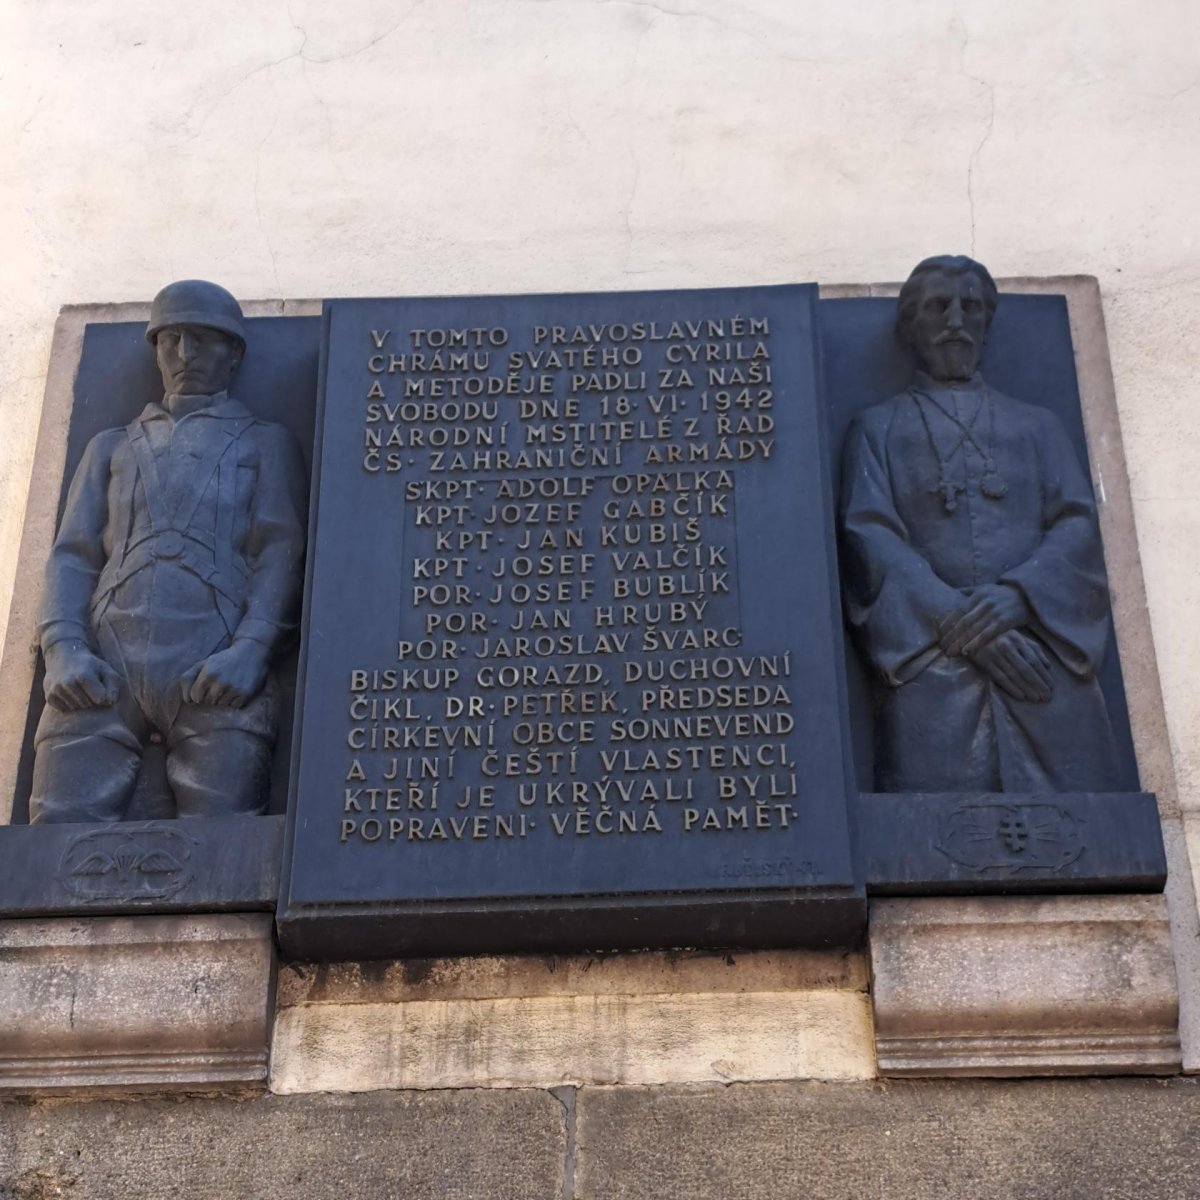 V TOMTO PRAVOSLAVNÉM
CHRÁMU SVATÉHO CYRILA
A METODĚJE PADLI ZA NAŠI
SVOBODU DNE 18·VI·1942
NÁRODNÍ MSTITELÉ Z ŘAD
ČS· ZAHRANIČNÍ ARMÁDY
SKPT· ADOLF OPÁLKA
KPT· JOZEF GABČÍK
KPT· JAN KUBIŠ
KPT· JOSEF VALČÍK
POR· JOSEF BUBLÍK
POR· JAN HRUBÝ
POR· JAROSLAV ŠVARC
BISKUP GORAZD, DUCHOVNÍ
ČIKL, DR· PETŘEK, PŘEDSEDA
CÍRKEVNÍ OBCE SONNEVEND
A JINÍ ČEŠTÍ VLASTENCI,
KTEŘÍ JE UKRÝVALI, BYLI
POPRAVENI· VĚČNÁ PAMĚŤ·